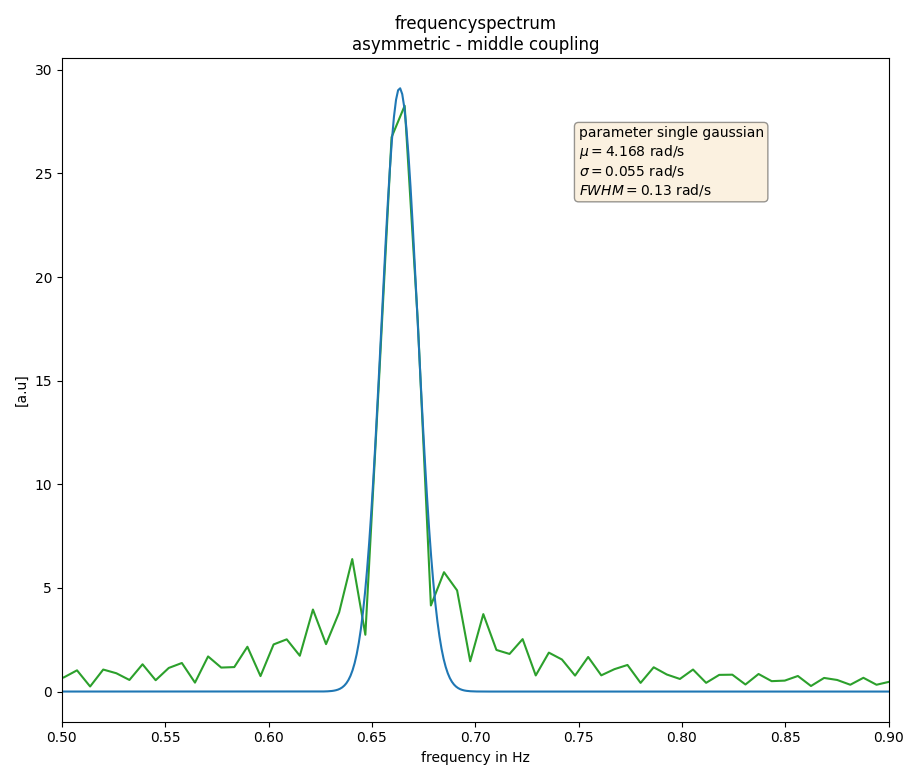 frequencyspectrum
asymmetric - middle coupling
parameter single gaussian
μ = 4.168 rad/s
σ = 0.055 rad/s
FWHM = 0.13 rad/s
30
25
20
15
10
5
0
[a.u]
0.50 0.55 0.60 0.65 0.70 0.75 0.80 0.85 0.90
frequency in Hz